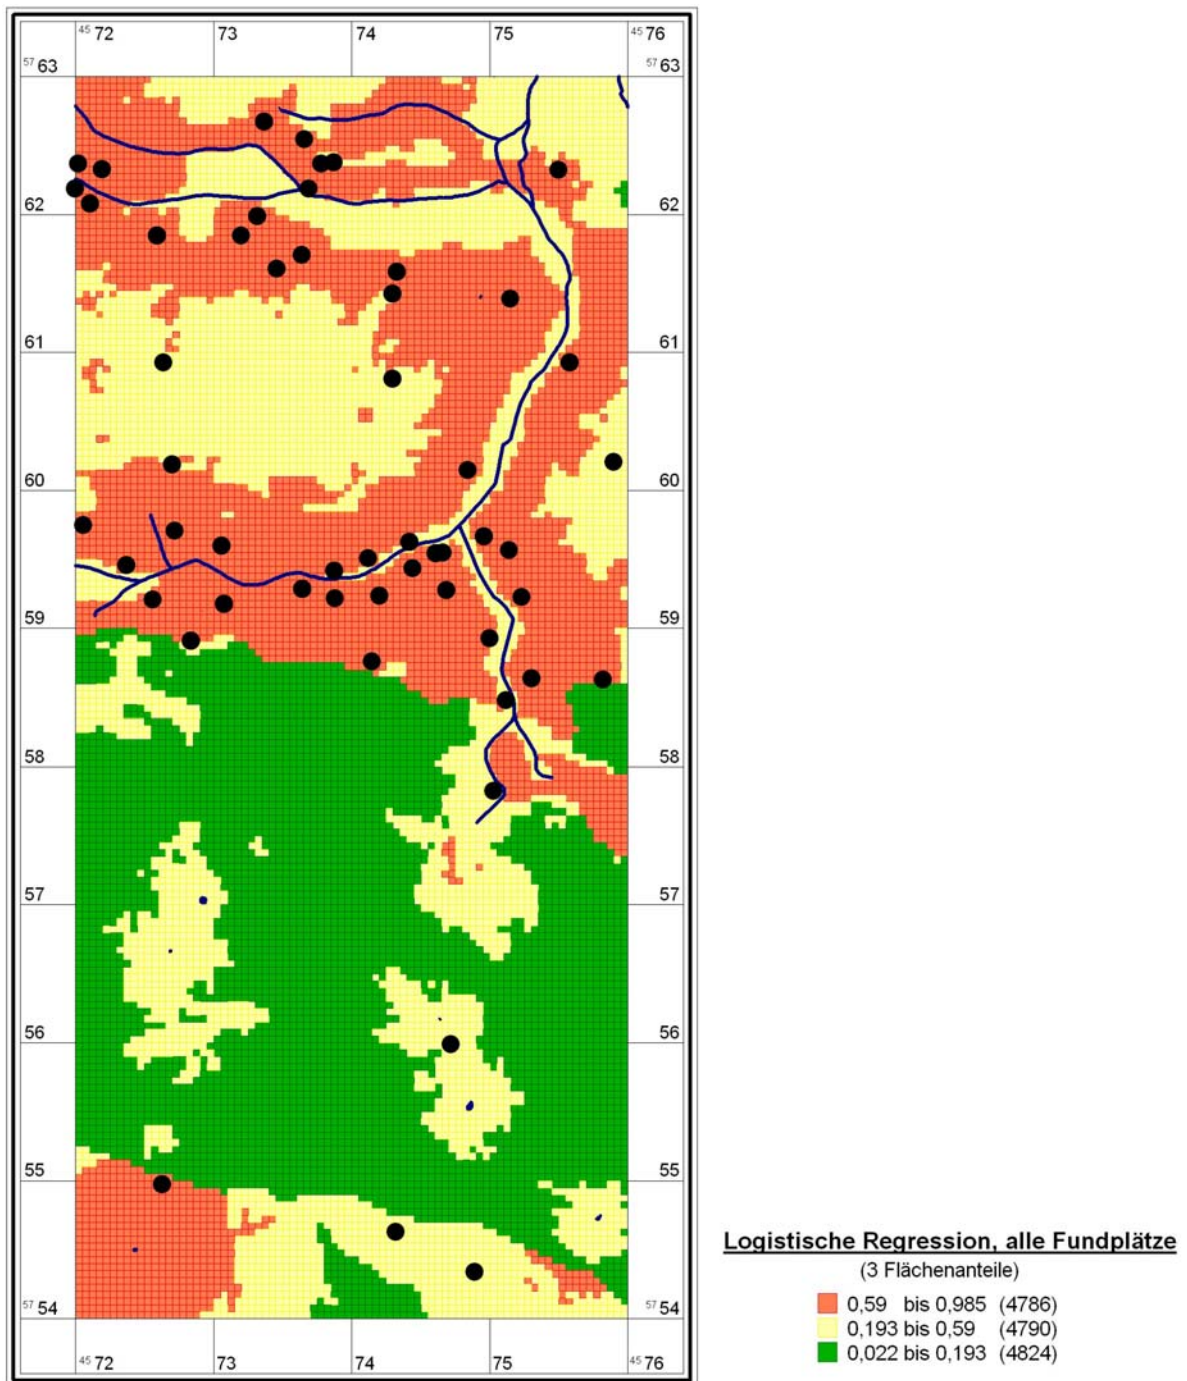 45 72 73 74 75 45 76
57 63 57 63
62 62
61 61
60 60
59 59
58 58
57 57
56 56
55 55
57 54 57 54
45 72 73 74 75 45 76
Logistische Regression, alle Fundplätze
(3 Flächenanteile)
0,59 bis 0,985 (4786)
0,193 bis 0,59 (4790)
0,022 bis 0,193 (4824)